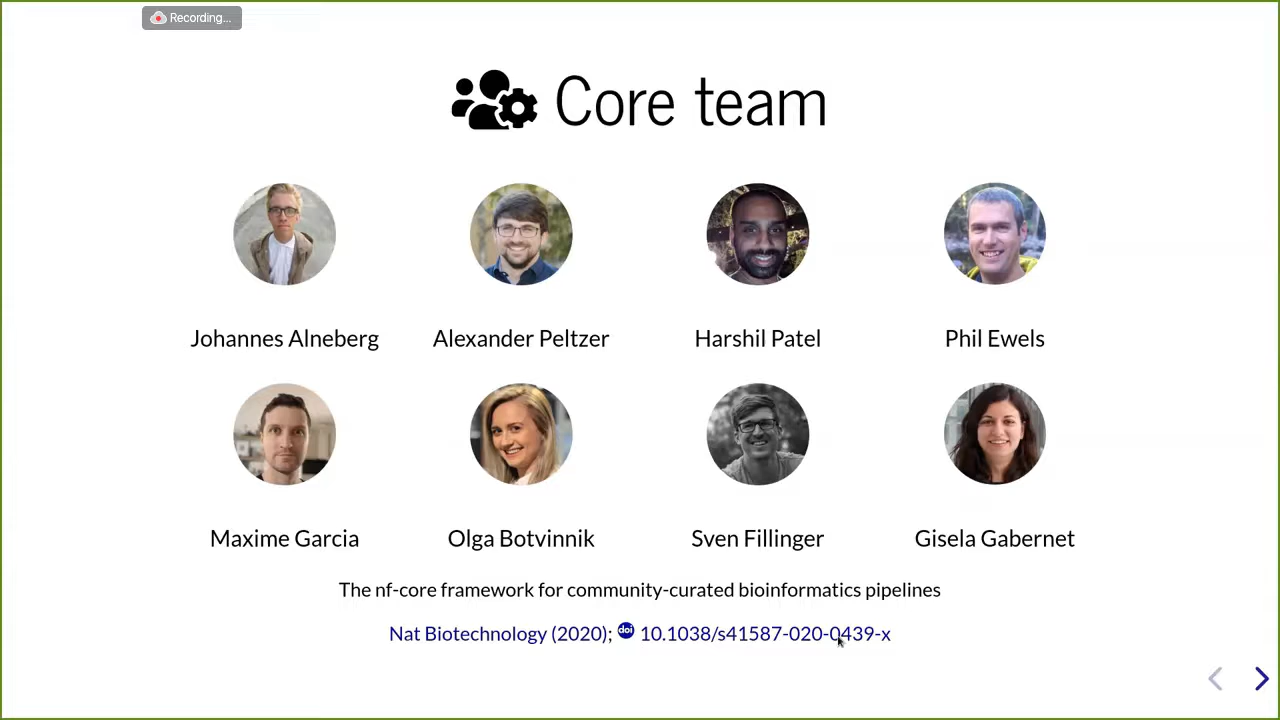 Recording...
Core team
Johannes Alneberg
Alexander Peltzer
Harshil Patel
Phil Ewels
Maxime Garcia
Olga Botvinnik
Sven Fillinger
Gisela Gabernet
The nf-core framework for community-curated bioinformatics pipelines
Nat Biotechnology (2020); doi 10.1038/s41587-020-0439-x